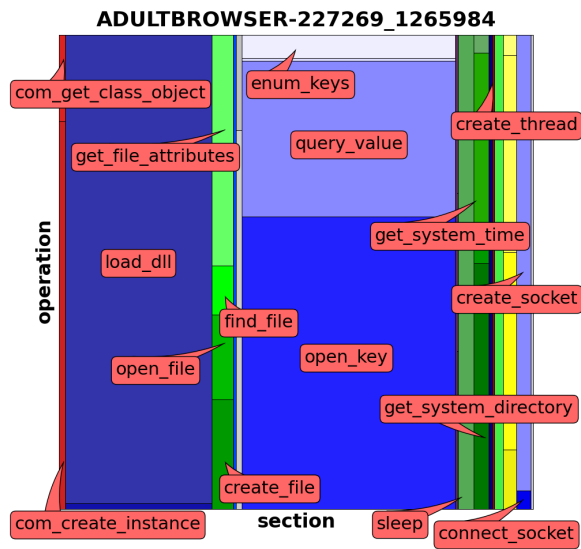 ADULTBROWSER-227269_1265984
enum_keys
com_get_class_object
create_thread
query_value
get_file_attributes
get_system_time
load_dll
operation
create_socket
find_file
open_key
open_file
get_system_directory
create_file
com_create_instance
section
sleep
connect_socket